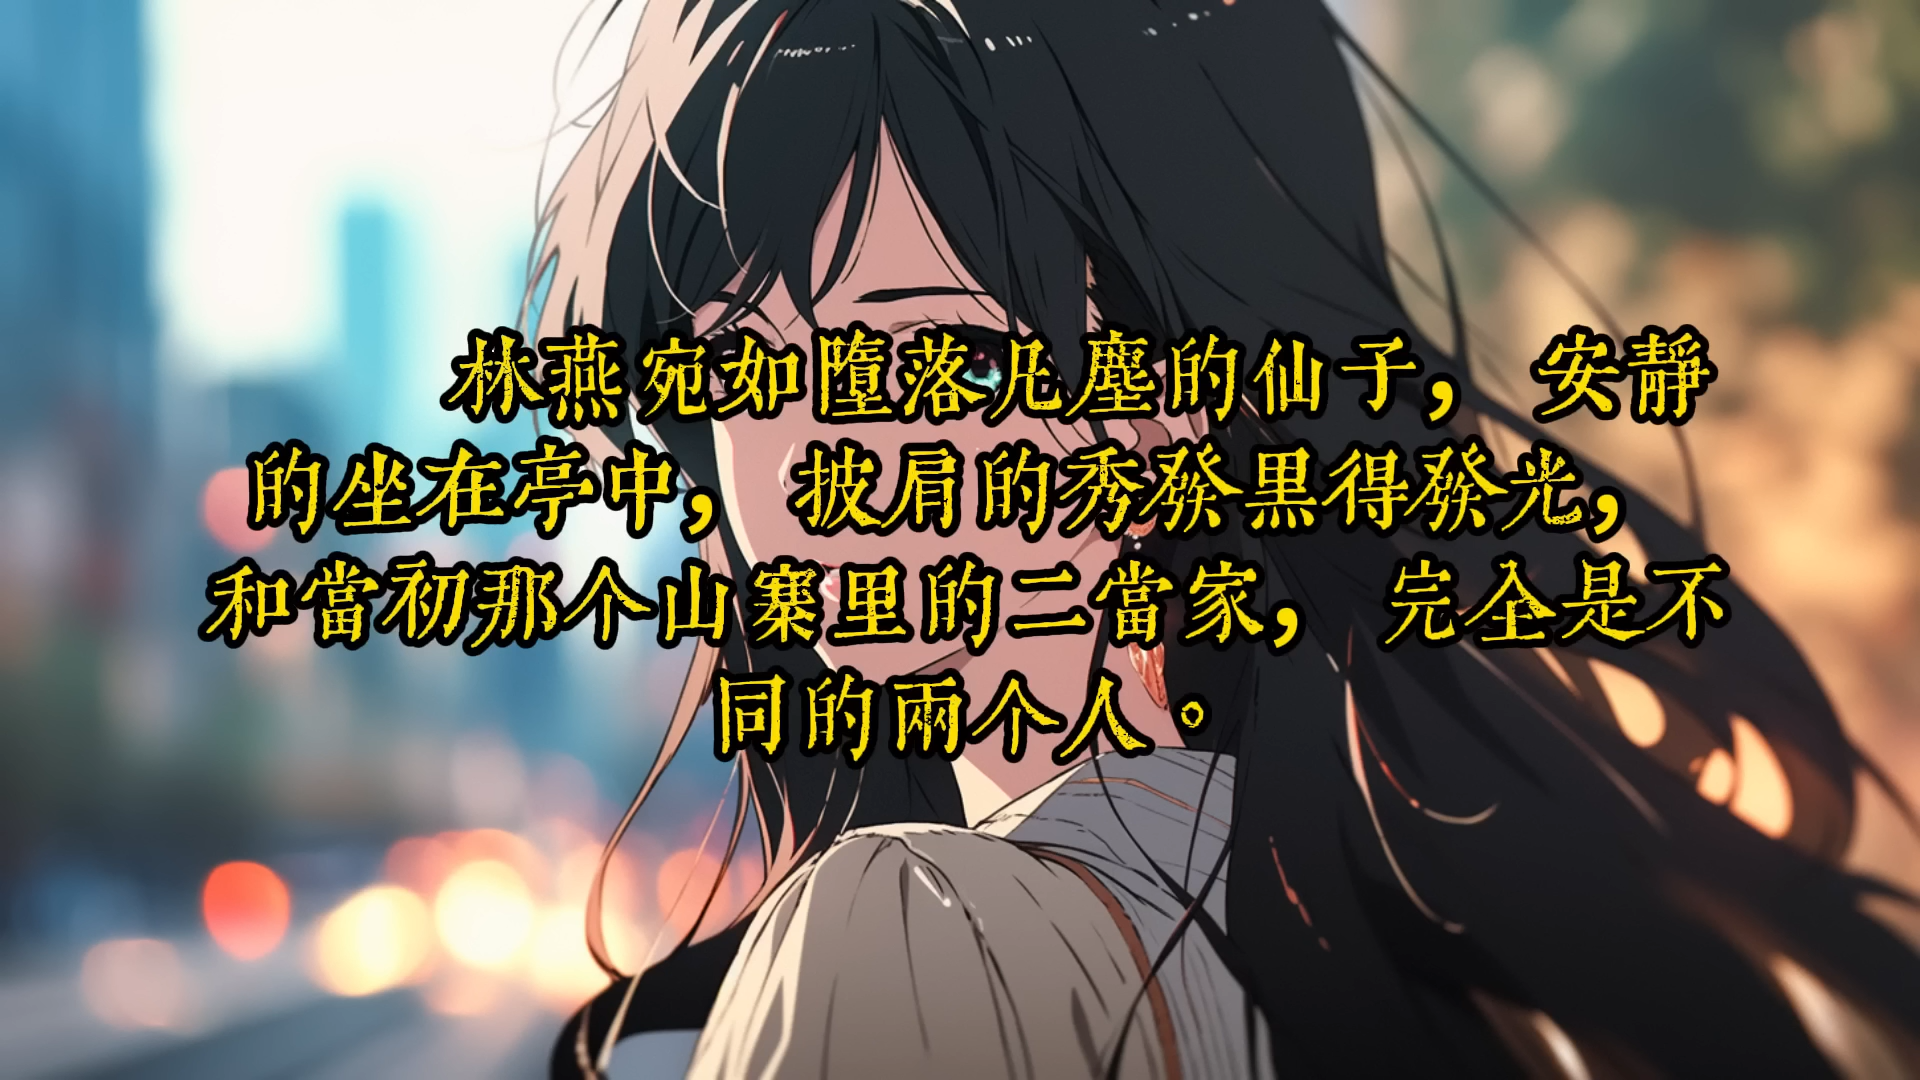 林燕宛如墮落凡塵的仙子，安靜
的坐在亭中，披肩的秀發黑得發光，
和當初那个山寨里的二當家，完全是不
同的兩个人。